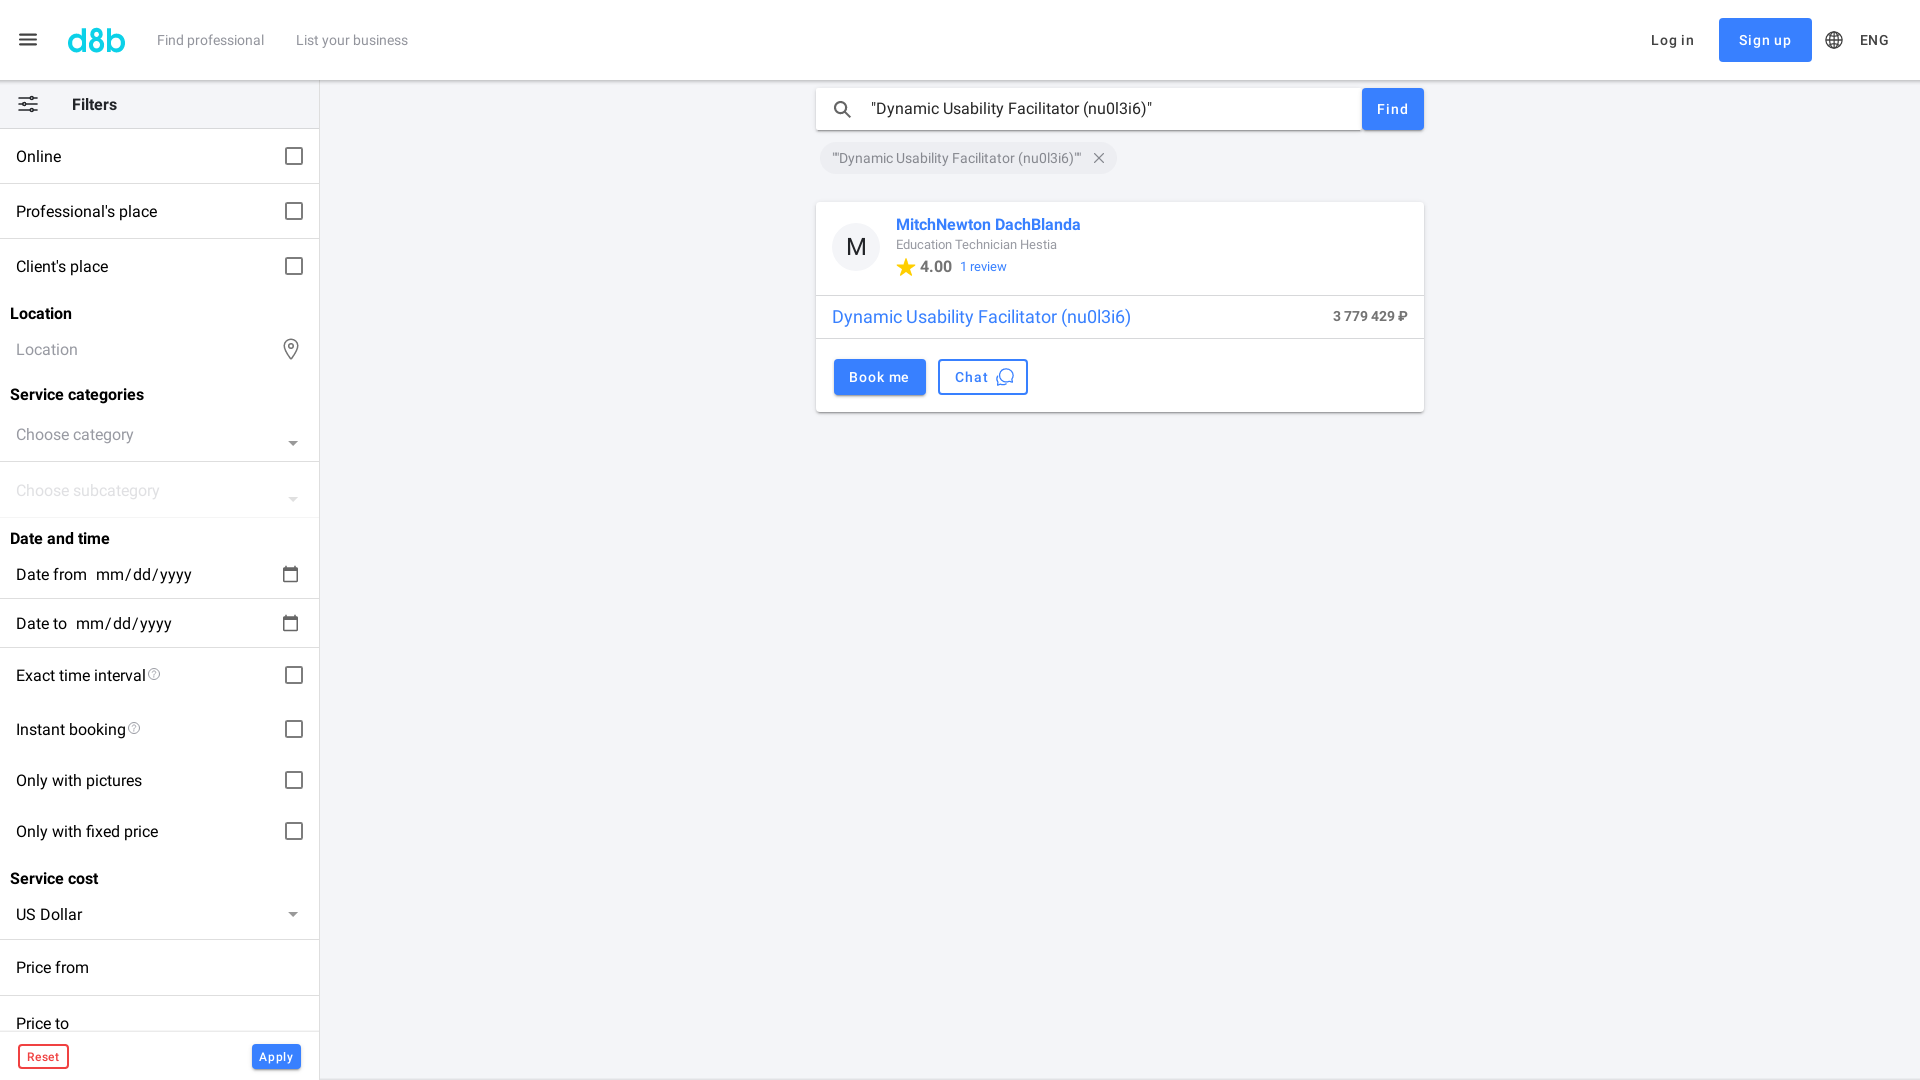 d8b
Find professional
List your business
Log in
Sign up
ENG
Filters
Online
Professional's place
Client's place
Location
Location
Service categories
Choose category
Choose subcategory
Date and time
Date from mm/dd/yyyy
Date to mm/dd/yyyy
Exact time interval
Instant booking
Only with pictures
Only with fixed price
Service cost
US Dollar
Price from
Price to
Reset
Apply
"Dynamic Usability Facilitator (nu0l3i6)"
Find
""Dynamic Usability Facilitator (nu0l3i6)""
M
MitchNewton DachBlanda
Education Technician Hestia
4.00 1 review
Dynamic Usability Facilitator (nu0l3i6)
3 779 429 ₽
Book me
Chat